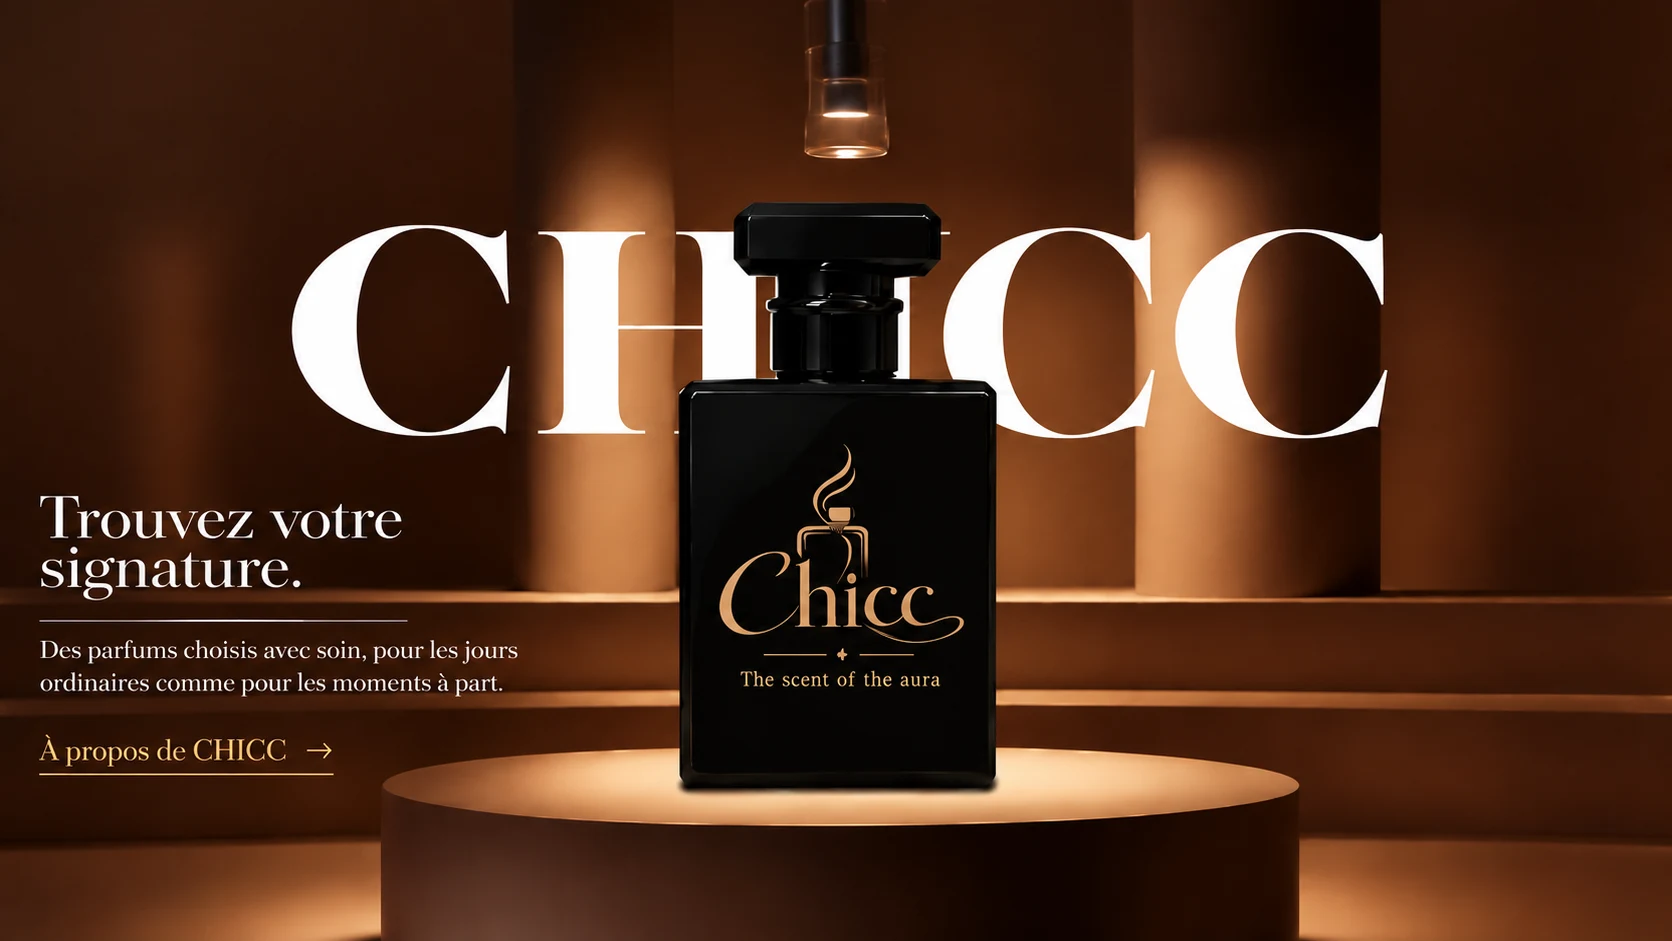 CHICC
Trouvez votre
signature.
Des parfums choisis avec soin, pour les jours
ordinaires comme pour les moments à part.
À propos de CHICC →
Chicc
The scent of the aura